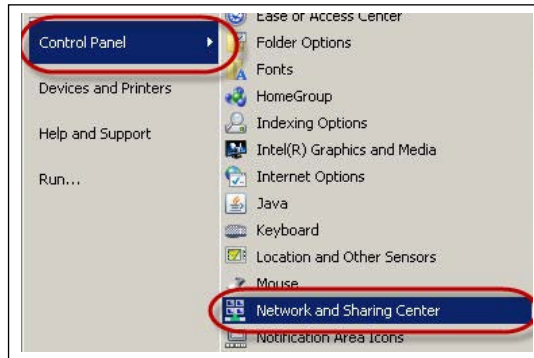 Control Panel
Devices and Printers
Help and Support
Run...
Ease of Access Center
Folder Options
Fonts
HomeGroup
Indexing Options
Intel(R) Graphics and Media
Internet Options
Java
Keyboard
Location and Other Sensors
Mouse
Network and Sharing Center
Notification Area Icons